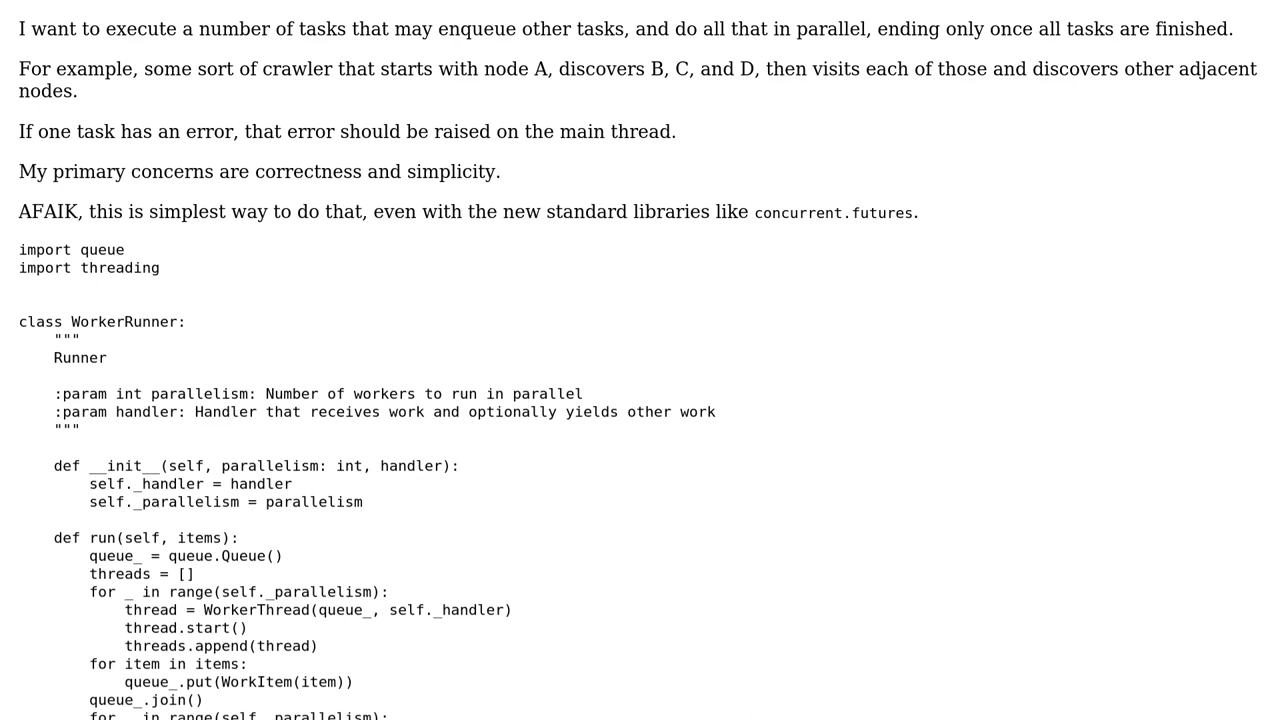 I want to execute a number of tasks that may enqueue other tasks, and do all that in parallel, ending only once all tasks are finished.
For example, some sort of crawler that starts with node A, discovers B, C, and D, then visits each of those and discovers other adjacent
nodes.
If one task has an error, that error should be raised on the main thread.
My primary concerns are correctness and simplicity.
AFAIK, this is simplest way to do that, even with the new standard libraries like concurrent.futures.
import queue
import threading
class WorkerRunner:
    """
    Runner
    :param int parallelism: Number of workers to run in parallel
    :param handler: Handler that receives work and optionally yields other work
    """
    def __init__(self, parallelism: int, handler):
        self._handler = handler
        self._parallelism = parallelism
    def run(self, items):
        queue_ = queue.Queue()
        threads = []
        for _ in range(self._parallelism):
            thread = WorkerThread(queue_, self._handler)
            thread.start()
            threads.append(thread)
        for item in items:
            queue_.put(WorkItem(item))
        queue_.join()
        for _ in range(self._parallelism):